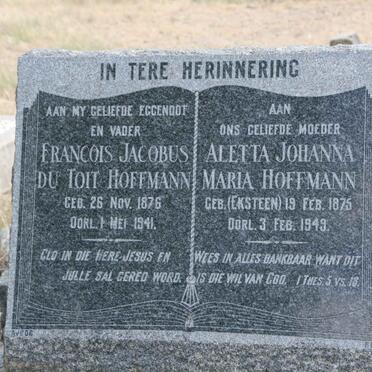 IN TERE HERINNERING
AAN MY GELIEFDE EGGENOOT
EN VADER
FRANCOIS JACOBUS
DU TOIT HOFFMANN
GEB. 26 NOV. 1876
OORL. 1 MEI 1941.
GLO IN DIE HERE JESUS EN
JULLE SAL GERED WORD.
AAN
ONS GELIEFDE MOEDER
ALETTA JOHANNA
MARIA HOFFMANN
GEB. (EKSTEEN) 19 FEB. 1875
OORL. 3 FEB. 1949.
WEES IN ALLES DANKBAAR WANT DIT
IS DIE WIL VAN GOD. I THES. 5 VS. 18.